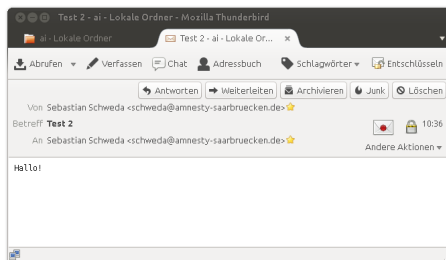 Test 2 - ai - Lokale Ordner - Mozilla Thunderbird
ai - Lokale Ordner
Test 2 - ai - Lokale Or...
Abrufen Verfassen Chat Adressbuch Schlagwörter Entschlüsseln
Antworten Weiterleiten Archivieren Junk Löschen
Von Sebastian Schweda <schweda@amnesty-saarbruecken.de>
Betreff Test 2 10:36
An Sebastian Schweda <schweda@amnesty-saarbruecken.de>
Andere Aktionen
Hallo!